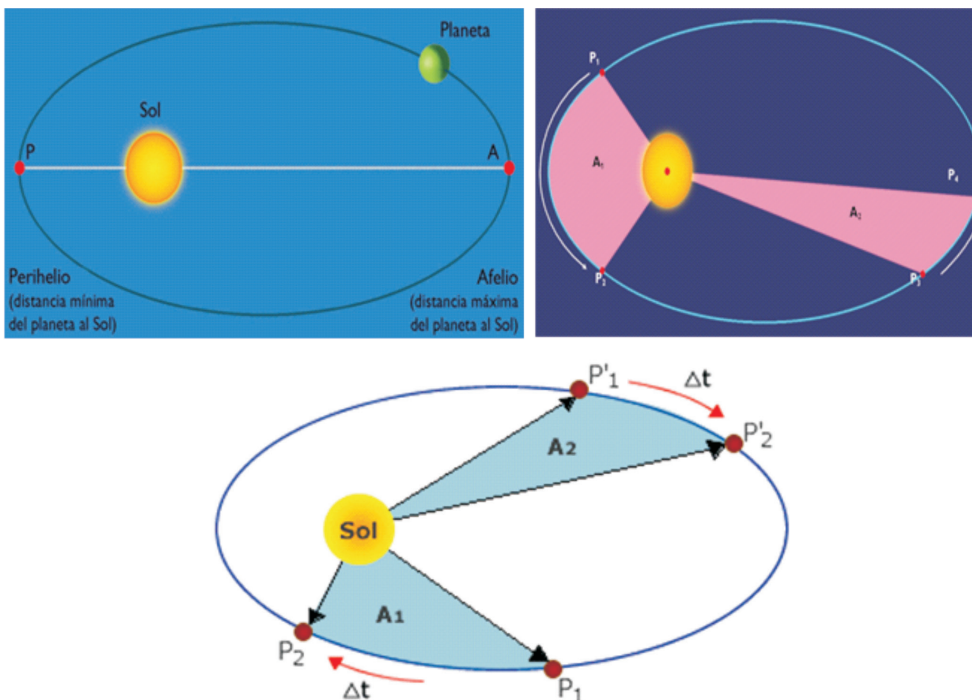 Planeta
Sol
P
A
Perihelio
(distancia mínima
del planeta al Sol)
Afelio
(distancia máxima
del planeta al Sol)
P₁
A₁
P₂
A₂
P₄
P₃
P'₁
Δt
P'₂
A₂
Sol
A₁
P₂
Δt
P₁